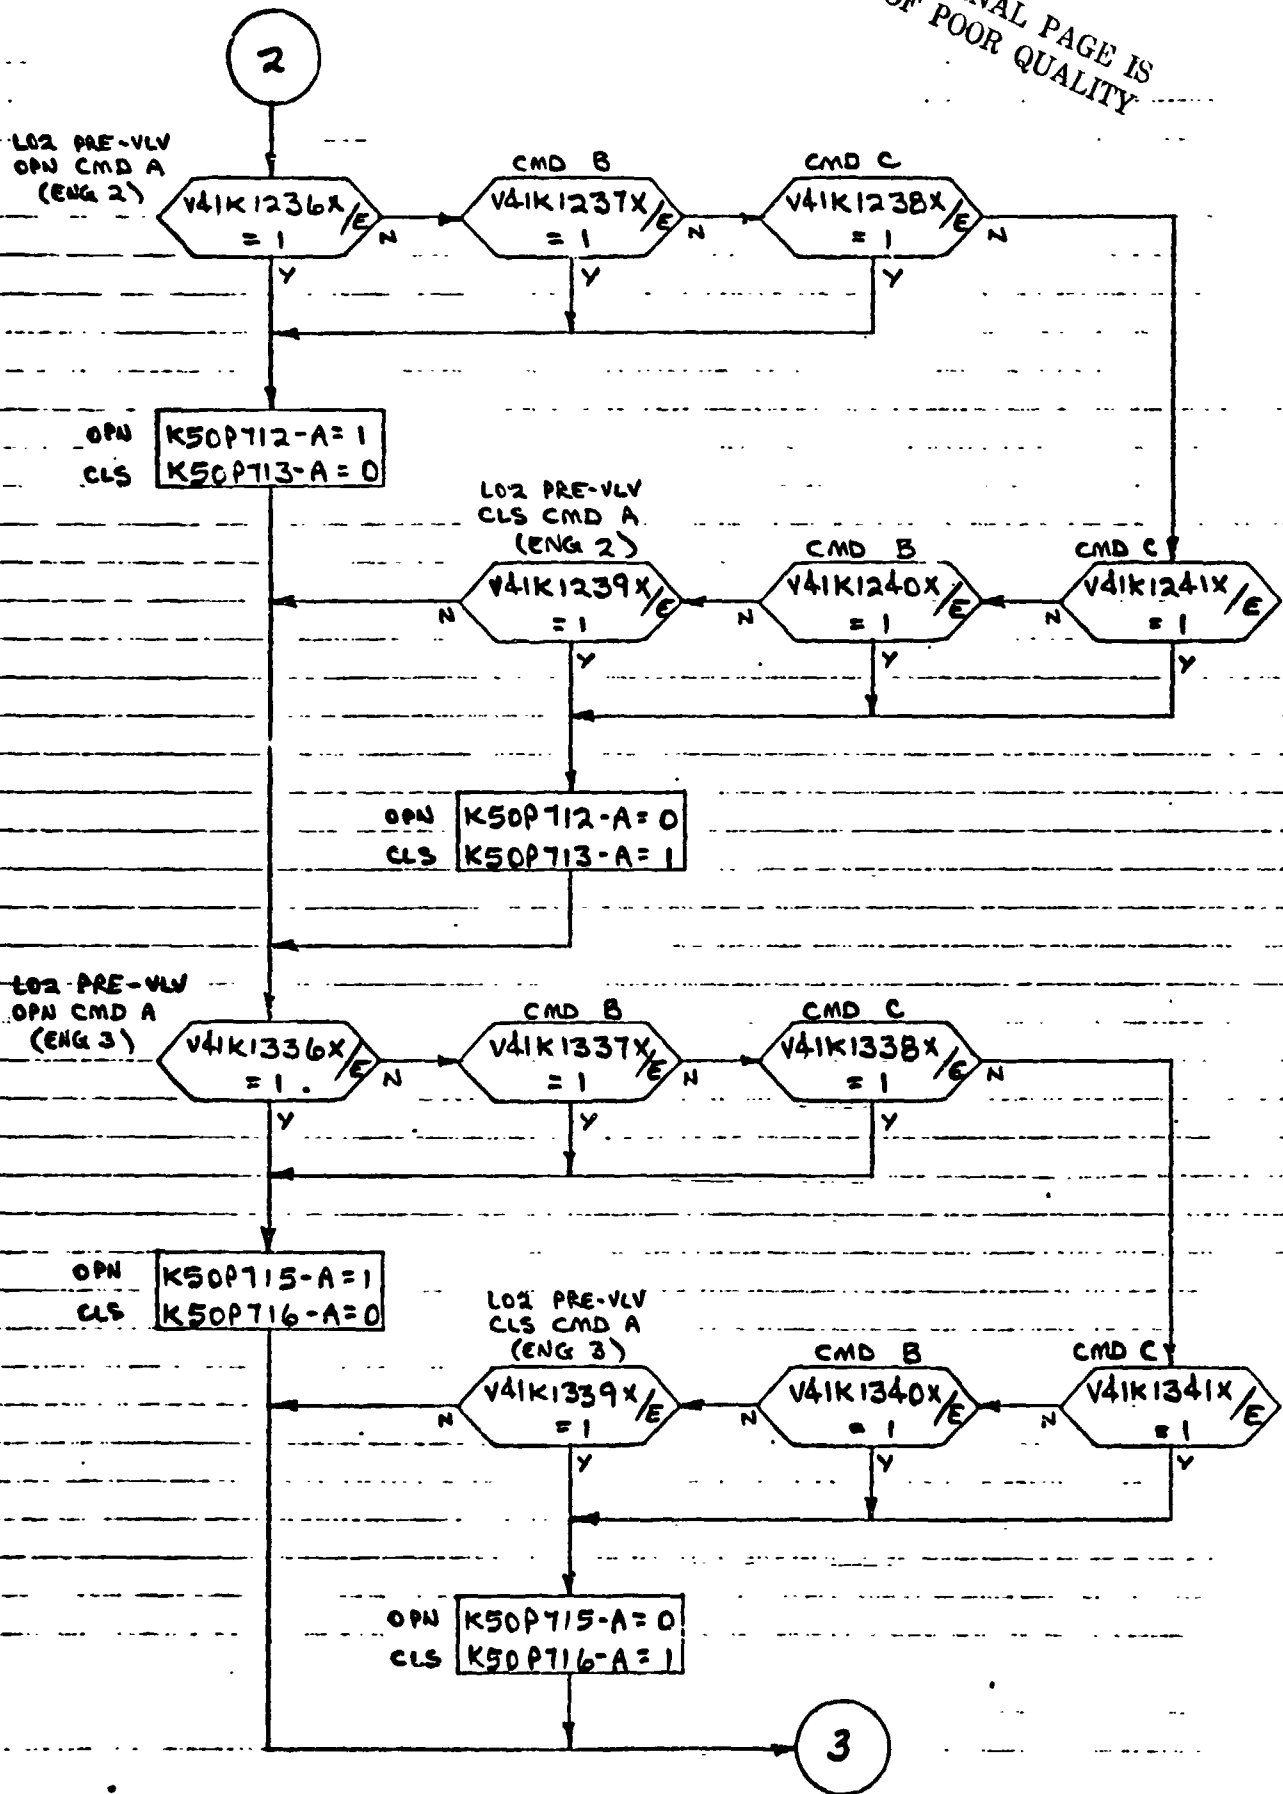 PAGE IS
OF POOR QUALITY
2
LO2 PRE-VLV
OPN CMD A
(ENG 2)
V41K1236X/E
= 1
N
Y
CMD B
V41K1237X/E
= 1
N
Y
CMD C
V41K1238X/E
= 1
N
Y
OPN K50P712-A=1
CLS K50P713-A=0
LO2 PRE-VLV
CLS CMD A
(ENG 2)
V41K1239X/E
= 1
N
Y
CMD B
V41K1240X/E
= 1
N
Y
CMD C
V41K1241X/E
= 1
N
Y
OPN K50P712-A=0
CLS K50P713-A=1
LO2 PRE-VLV
OPN CMD A
(ENG 3)
V41K1336X/E
= 1
N
Y
CMD B
V41K1337X/E
= 1
N
Y
CMD C
V41K1338X/E
= 1
N
Y
OPN K50P715-A=1
CLS K50P716-A=0
LO2 PRE-VLV
CLS CMD A
(ENG 3)
V41K1339X/E
= 1
N
Y
CMD B
V41K1340X/E
= 1
N
Y
CMD C
V41K1341X/E
= 1
N
Y
OPN K50P715-A=0
CLS K50P716-A=1
3